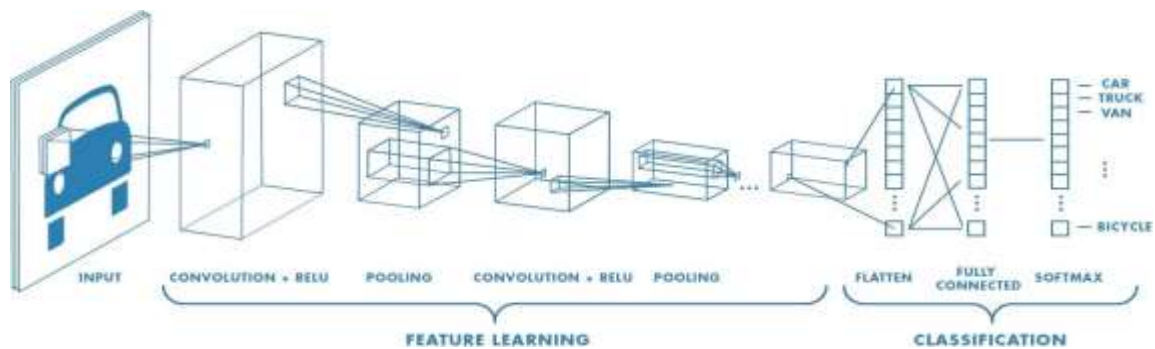 CAR
TRUCK
VAN
BICYCLE
INPUT
CONVOLUTION + RELU
POOLING
CONVOLUTION + RELU
POOLING
FLATTEN
FULLY
CONNECTED
SOFTMAX
FEATURE LEARNING
CLASSIFICATION